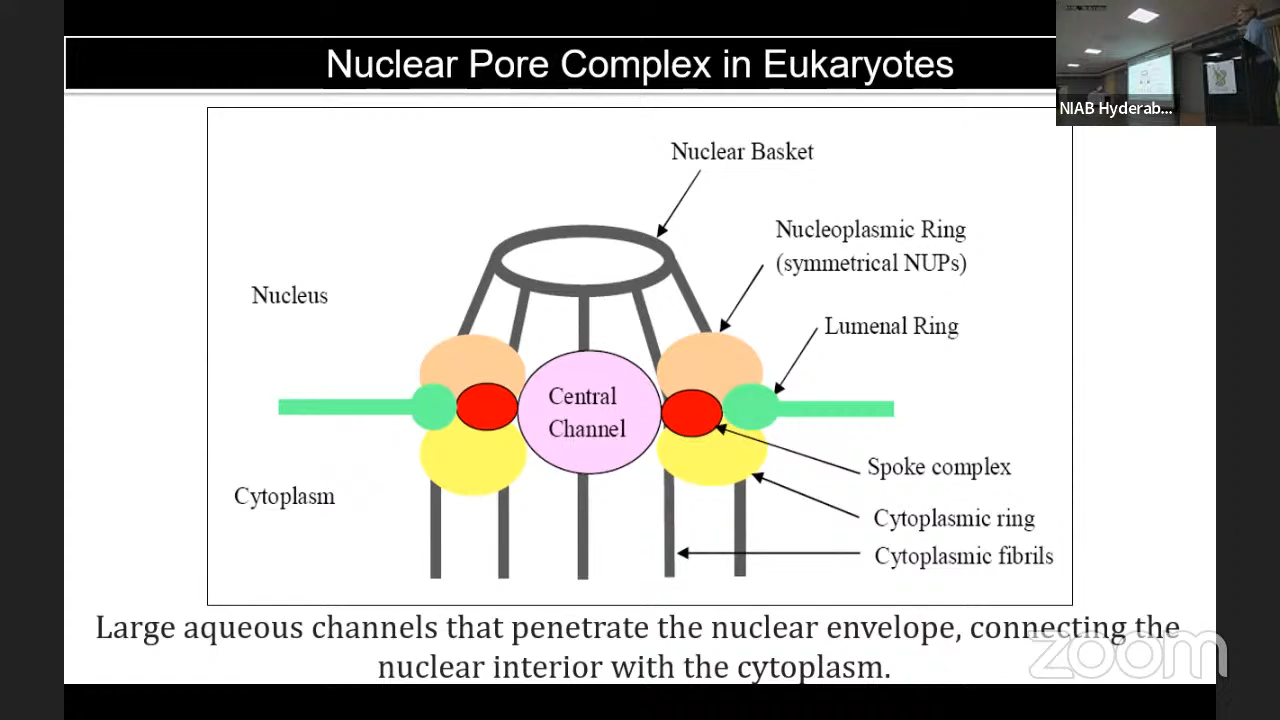 Nuclear Pore Complex in Eukaryotes
NIAB Hyderab...
Nuclear Basket
Nucleoplasmic Ring
(symmetrical NUPs)
Nucleus
Lumenal Ring
Central
Channel
Spoke complex
Cytoplasm
Cytoplasmic ring
Cytoplasmic fibrils
Large aqueous channels that penetrate the nuclear envelope, connecting the
nuclear interior with the cytoplasm.
zoom